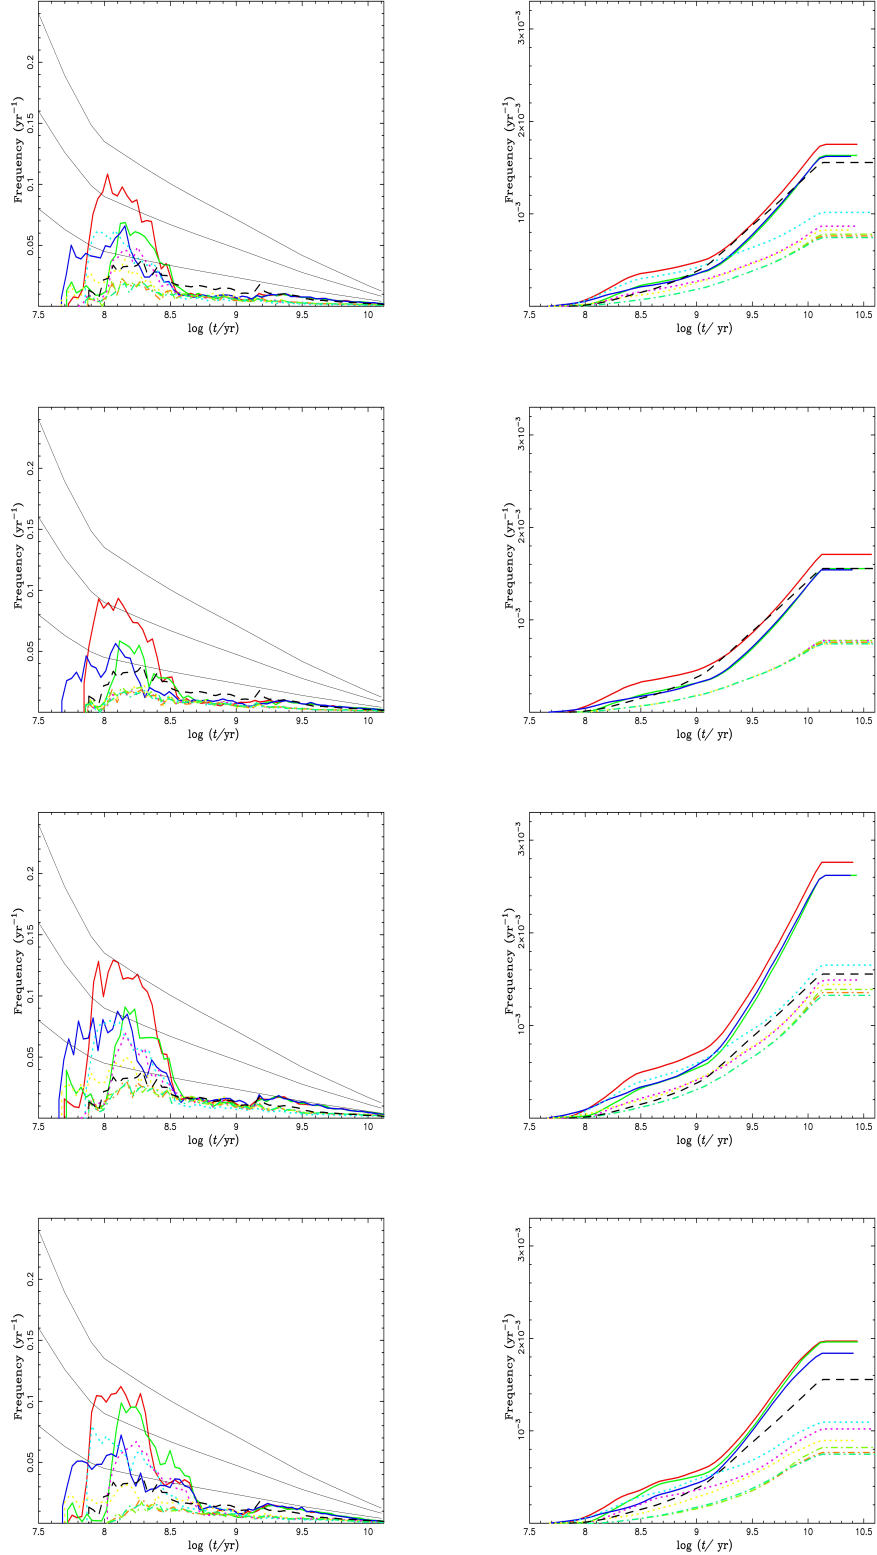 Frequency (yr⁻¹)
0.05
0.1
0.15
0.2
7.5 8 8.5 9 9.5 10
log (t/yr)
Frequency (yr⁻¹)
10⁻³
2×10⁻³
3×10⁻³
7.5 8 8.5 9 9.5 10 10.5
log (t/ yr)
Frequency (yr⁻¹)
0.05
0.1
0.15
0.2
7.5 8 8.5 9 9.5 10
log (t/yr)
Frequency (yr⁻¹)
10⁻³
2×10⁻³
3×10⁻³
7.5 8 8.5 9 9.5 10 10.5
log (t/ yr)
Frequency (yr⁻¹)
0.05
0.1
0.15
0.2
7.5 8 8.5 9 9.5 10
log (t/yr)
Frequency (yr⁻¹)
10⁻³
2×10⁻³
3×10⁻³
7.5 8 8.5 9 9.5 10 10.5
log (t/ yr)
Frequency (yr⁻¹)
0.05
0.1
0.15
0.2
7.5 8 8.5 9 9.5 10
log (t/yr)
Frequency (yr⁻¹)
10⁻³
2×10⁻³
3×10⁻³
7.5 8 8.5 9 9.5 10 10.5
log (t/ yr)